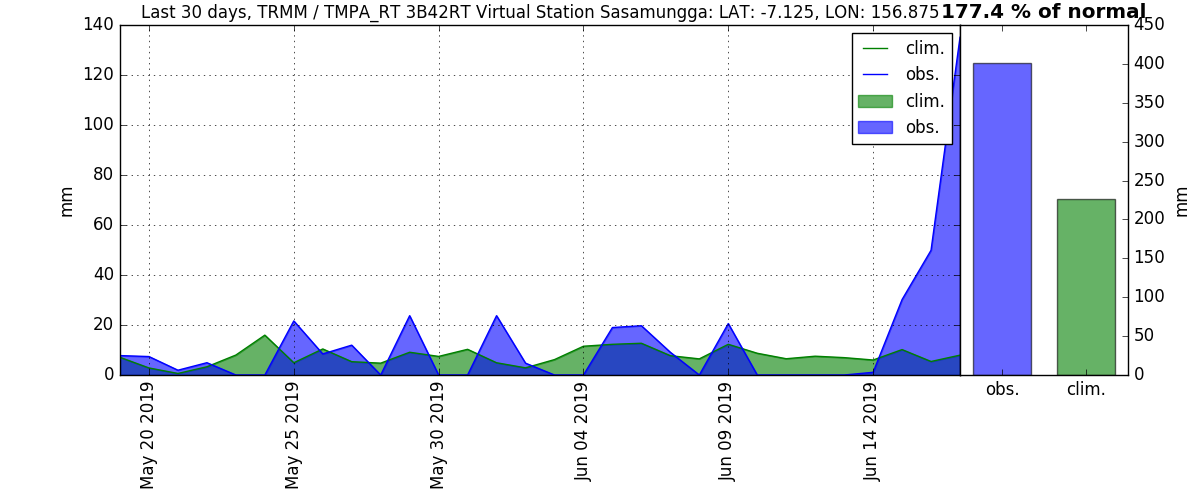 Last 30 days, TRMM / TMPA_RT 3B42RT Virtual Station Sasamungga: LAT: -7.125, LON: 156.875
177.4 % of normal
clim.
obs.
clim.
obs.
mm
140
120
100
80
60
40
20
0
May 20 2019
May 25 2019
May 30 2019
Jun 04 2019
Jun 09 2019
Jun 14 2019
450
400
350
300
250
200
150
100
50
0
mm
obs.
clim.